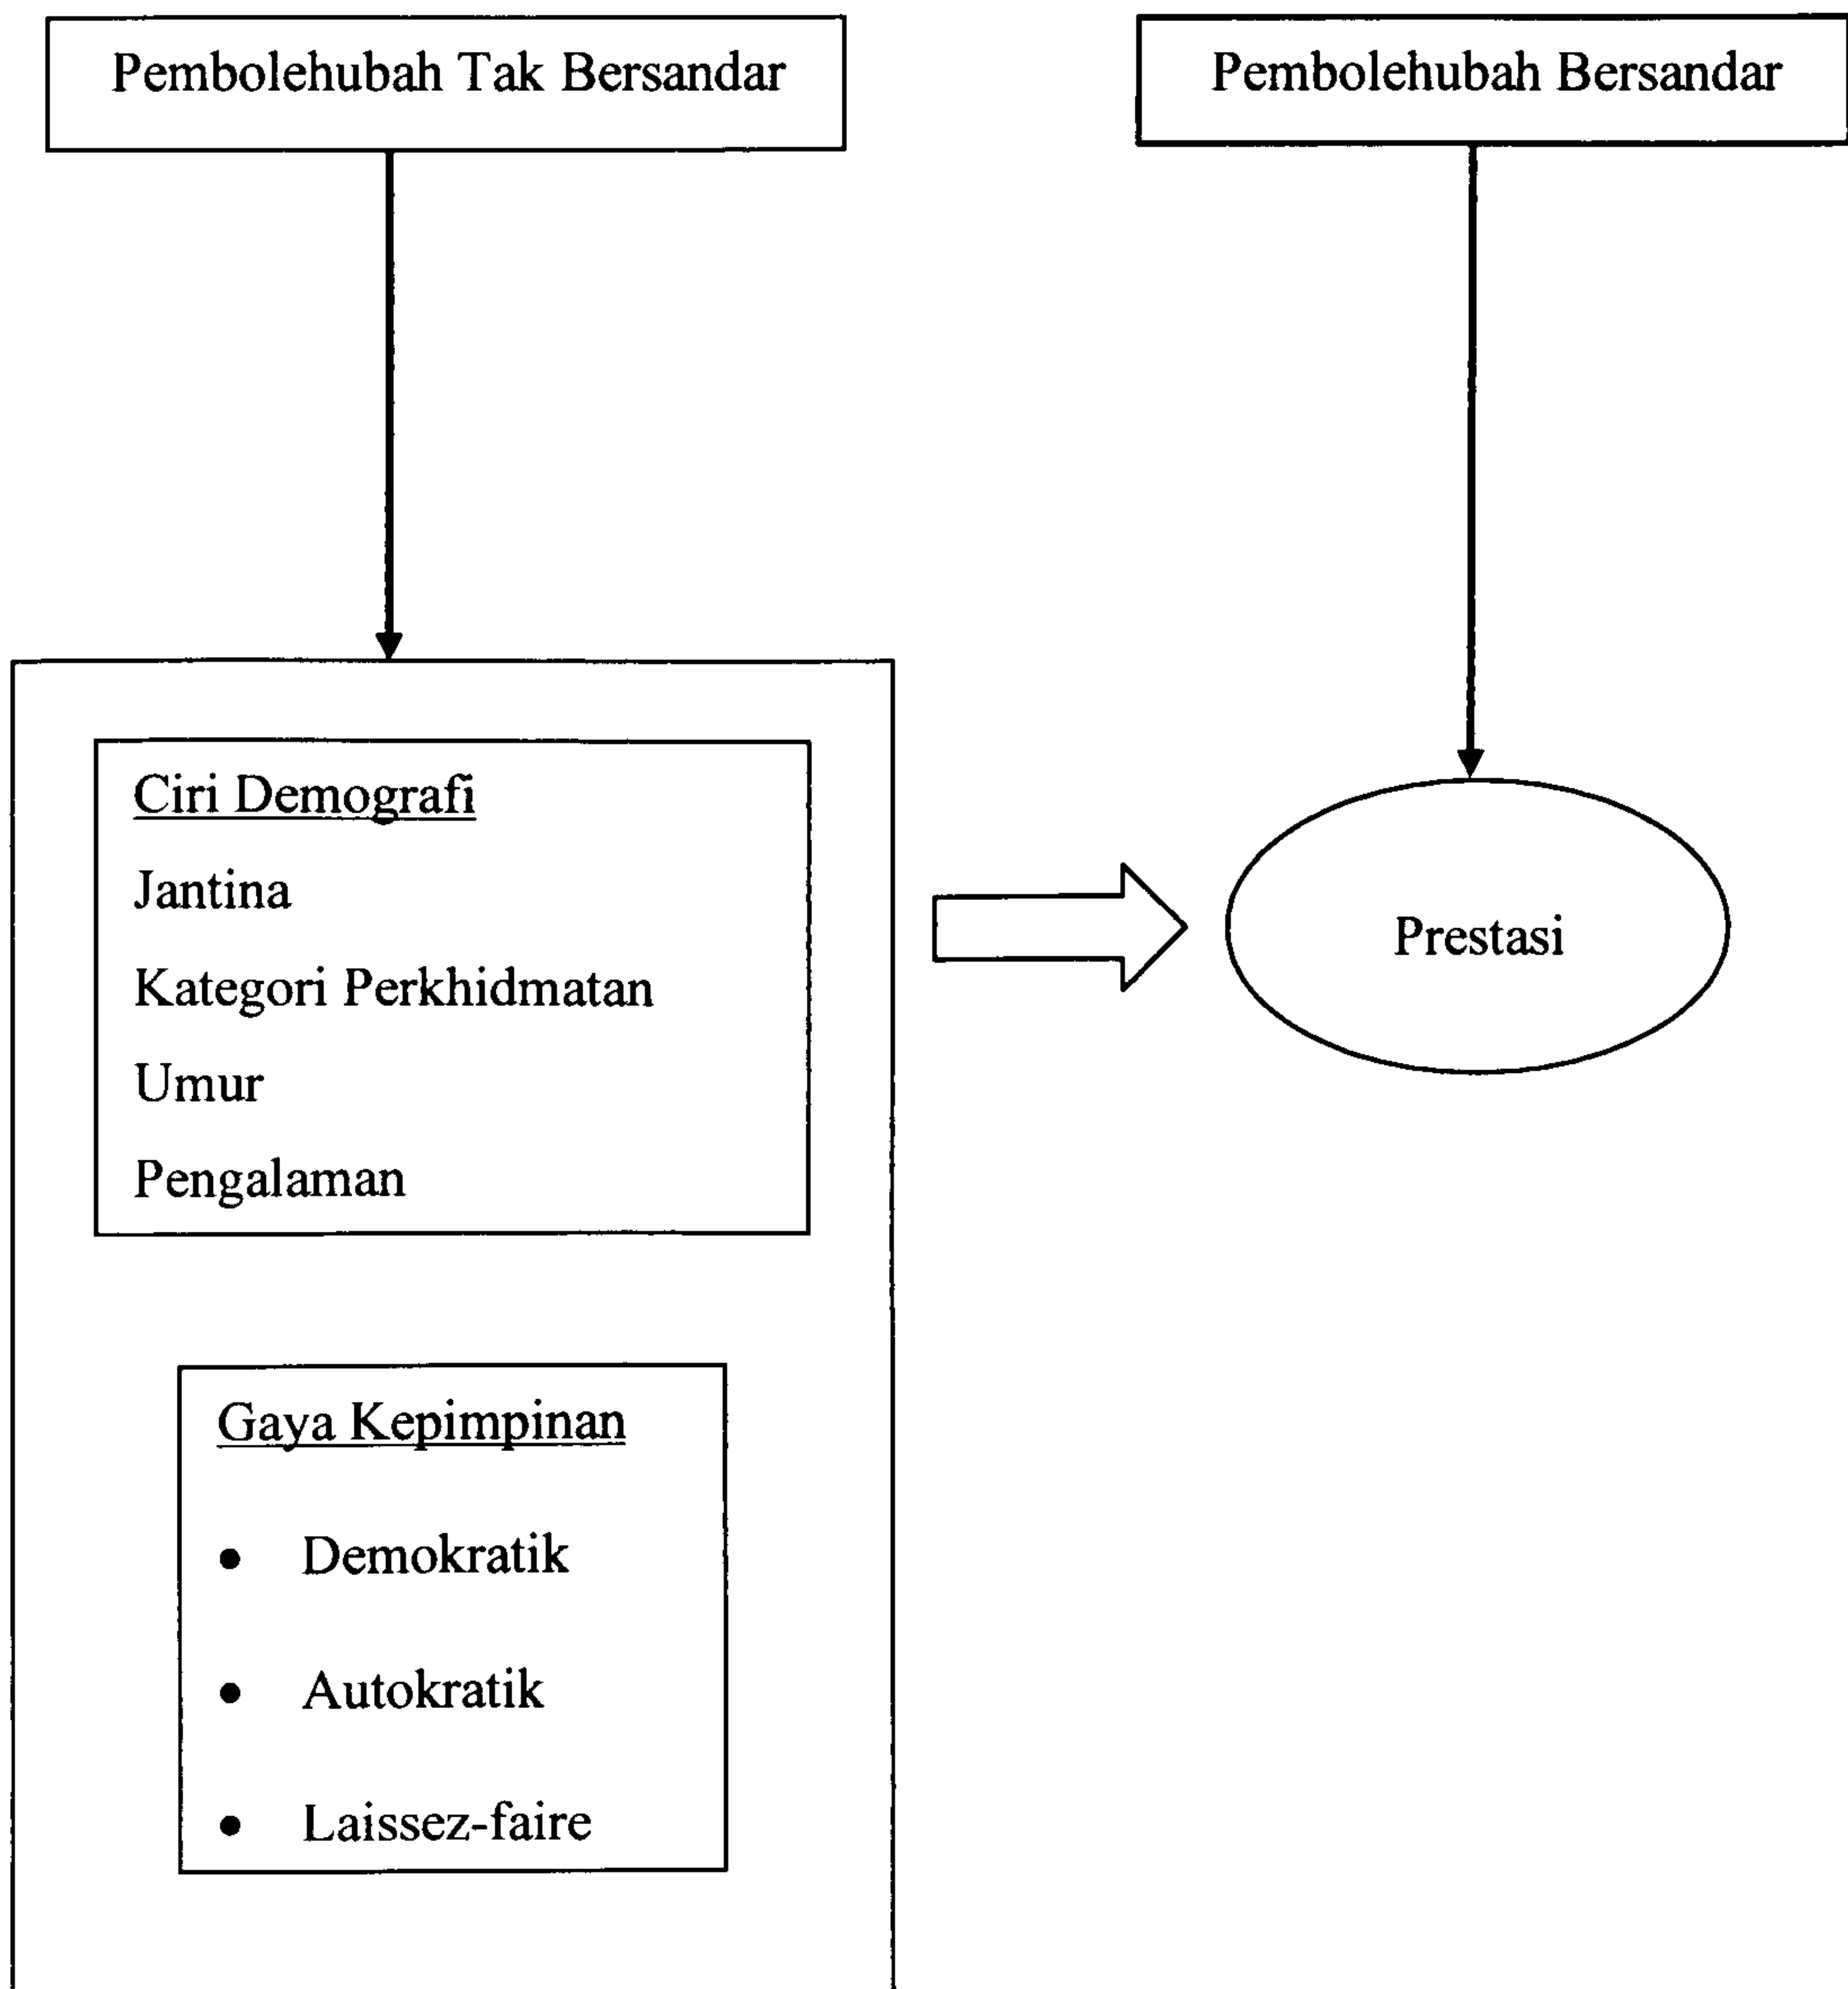 Pembolehubah Tak Bersandar
Pembolehubah Bersandar
Ciri Demografi
Jantina
Kategori Perkhidmatan
Umur
Pengalaman
Prestasi
Gaya Kepimpinan
• Demokratik
• Autokratik
• Laissez-faire